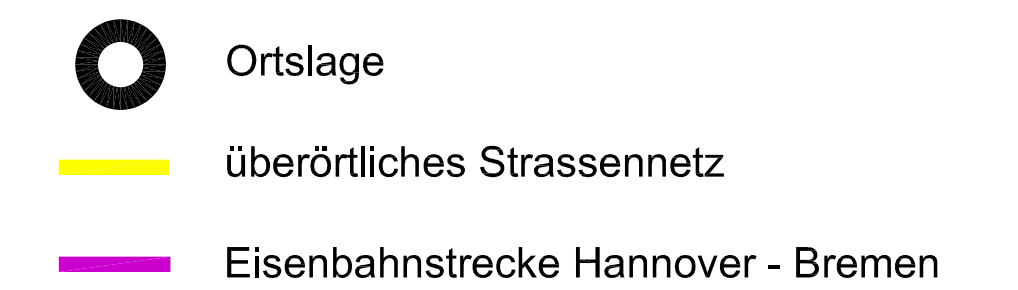 Ortslage
überörtliches Strassennetz
Eisenbahnstrecke Hannover - Bremen